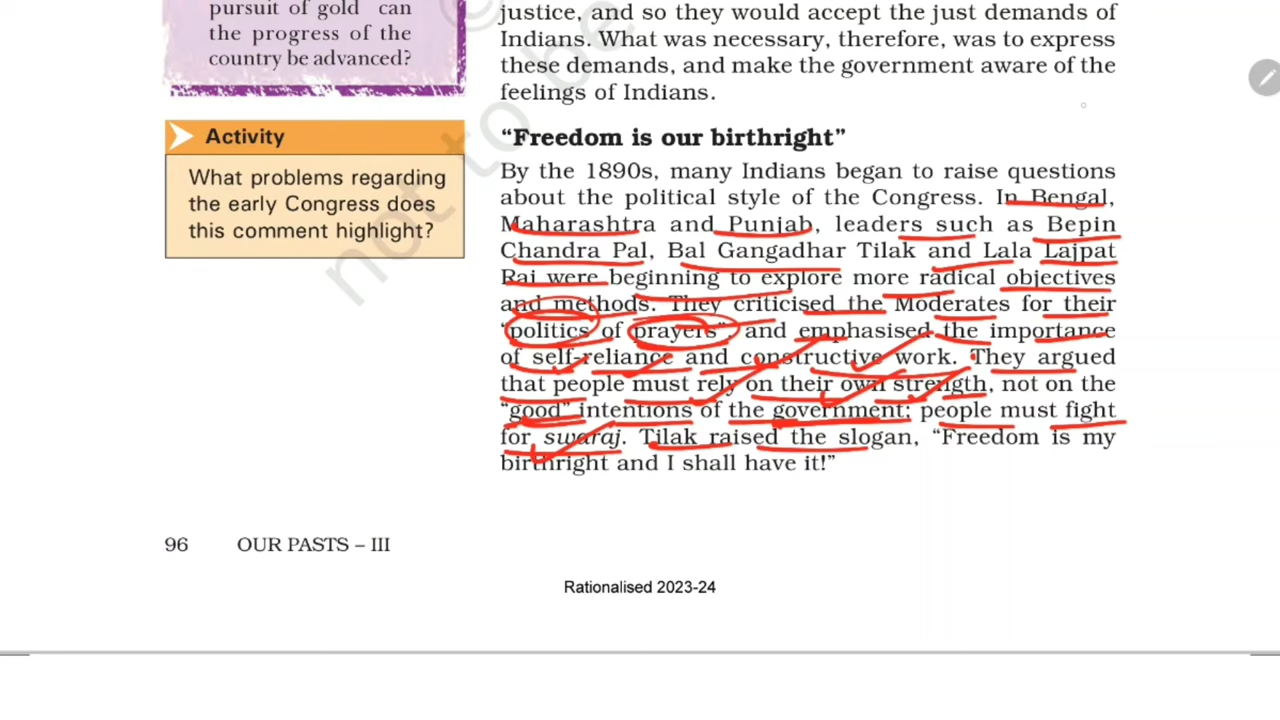 pursuit of gold can
the progress of the
country be advanced?
Activity
What problems regarding
the early Congress does
this comment highlight?
justice, and so they would accept the just demands of
Indians. What was necessary, therefore, was to express
these demands, and make the government aware of the
feelings of Indians.
“Freedom is our birthright”
By the 1890s, many Indians began to raise questions
about the political style of the Congress. In Bengal,
Maharashtra and Punjab, leaders such as Bepin
Chandra Pal, Bal Gangadhar Tilak and Lala Lajpat
Rai were beginning to explore more radical objectives
and methods. They criticised the Moderates for their
“politics of prayers” and emphasised the importance
of self-reliance and constructive work. They argued
that people must rely on their own strength, not on the
“good” intentions of the government; people must fight
for swaraj. Tilak raised the slogan, “Freedom is my
birthright and I shall have it!”
96 OUR PASTS – III
Rationalised 2023-24
not to be